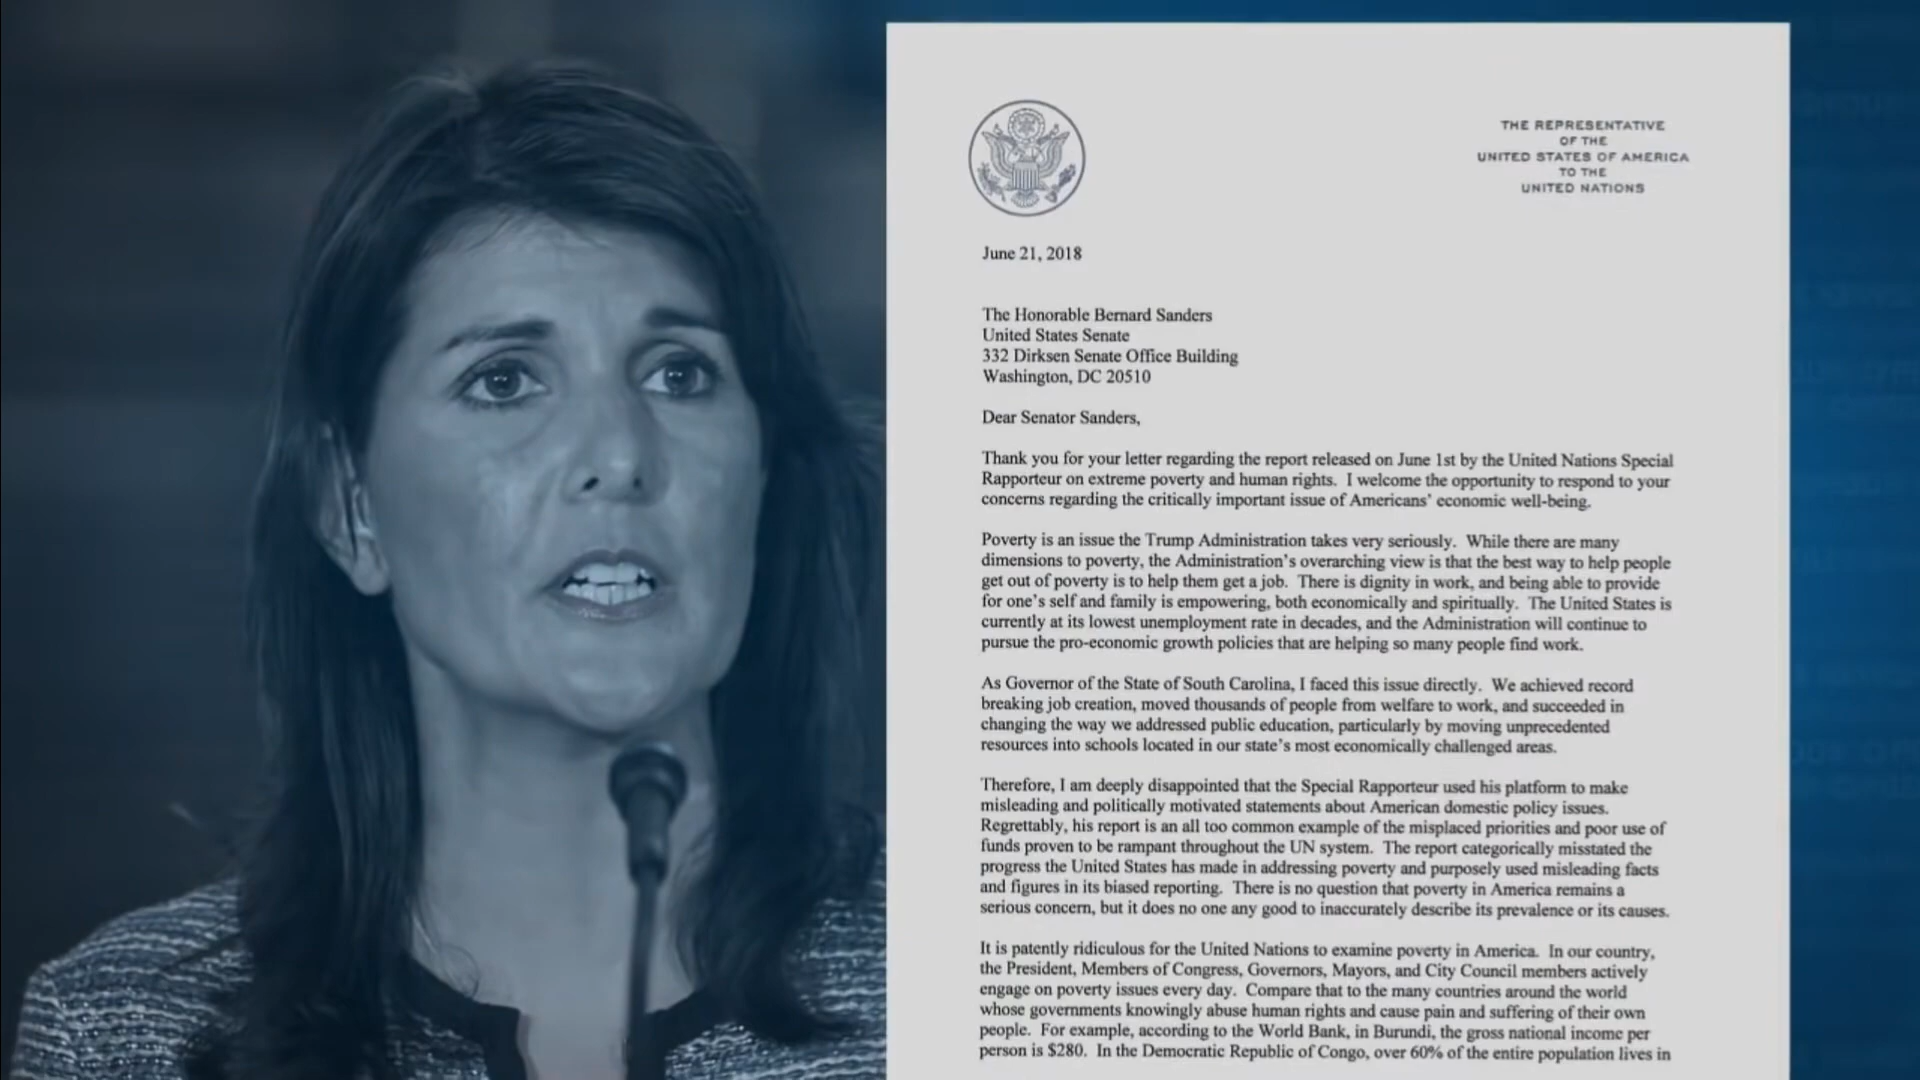 THE REPRESENTATIVE
OF THE
UNITED STATES OF AMERICA
TO THE
UNITED NATIONS
June 21, 2018
The Honorable Bernard Sanders
United States Senate
332 Dirksen Senate Office Building
Washington, DC 20510
Dear Senator Sanders,
Thank you for your letter regarding the report released on June 1st by the United Nations Special
Rapporteur on extreme poverty and human rights. I welcome the opportunity to respond to your
concerns regarding the critically important issue of Americans' economic well-being.
Poverty is an issue the Trump Administration takes very seriously. While there are many
dimensions to poverty, the Administration's overarching view is that the best way to help people
get out of poverty is to help them get a job. There is dignity in work, and being able to provide
for one's self and family is empowering, both economically and spiritually. The United States is
currently at its lowest unemployment rate in decades, and the Administration will continue to
pursue the pro-economic growth policies that are helping so many people find work.
As Governor of the State of South Carolina, I faced this issue directly. We achieved record
breaking job creation, moved thousands of people from welfare to work, and succeeded in
changing the way we addressed public education, particularly by moving unprecedented
resources into schools located in our state's most economically challenged areas.
Therefore, I am deeply disappointed that the Special Rapporteur used his platform to make
misleading and politically motivated statements about American domestic policy issues.
Regrettably, his report is an all too common example of the misplaced priorities and poor use of
funds proven to be rampant throughout the UN system. The report categorically misstated the
progress the United States has made in addressing poverty and purposely used misleading facts
and figures in its biased reporting. There is no question that poverty in America remains a
serious concern, but it does no one any good to inaccurately describe its prevalence or its causes.
It is patently ridiculous for the United Nations to examine poverty in America. In our country,
the President, Members of Congress, Governors, Mayors, and City Council members actively
engage on poverty issues every day. Compare that to the many countries around the world
whose governments knowingly abuse human rights and cause pain and suffering of their own
people. For example, according to the World Bank, in Burundi, the gross national income per
person is $280. In the Democratic Republic of Congo, over 60% of the entire population lives in